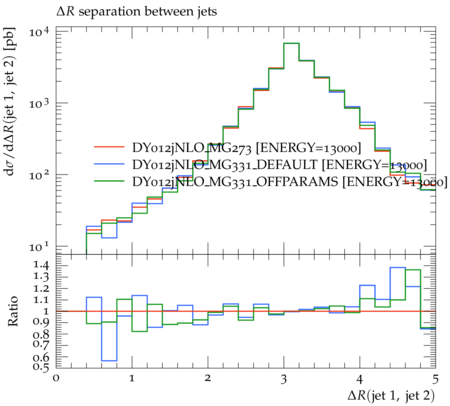 ΔR separation between jets
dσ/dΔR(jet 1, jet 2) [pb]
10⁴
10³
10²
10¹
DY012jNLO_MG273 [ENERGY=13000]
DY012jNLO_MG331_DEFAULT [ENERGY=13000]
DY012jNLO_MG331_OFFPARAMS [ENERGY=13000]
Ratio
1.4
1.3
1.2
1.1
1
0.9
0.8
0.7
0.6
0.5
0 1 2 3 4 5
ΔR(jet 1, jet 2)